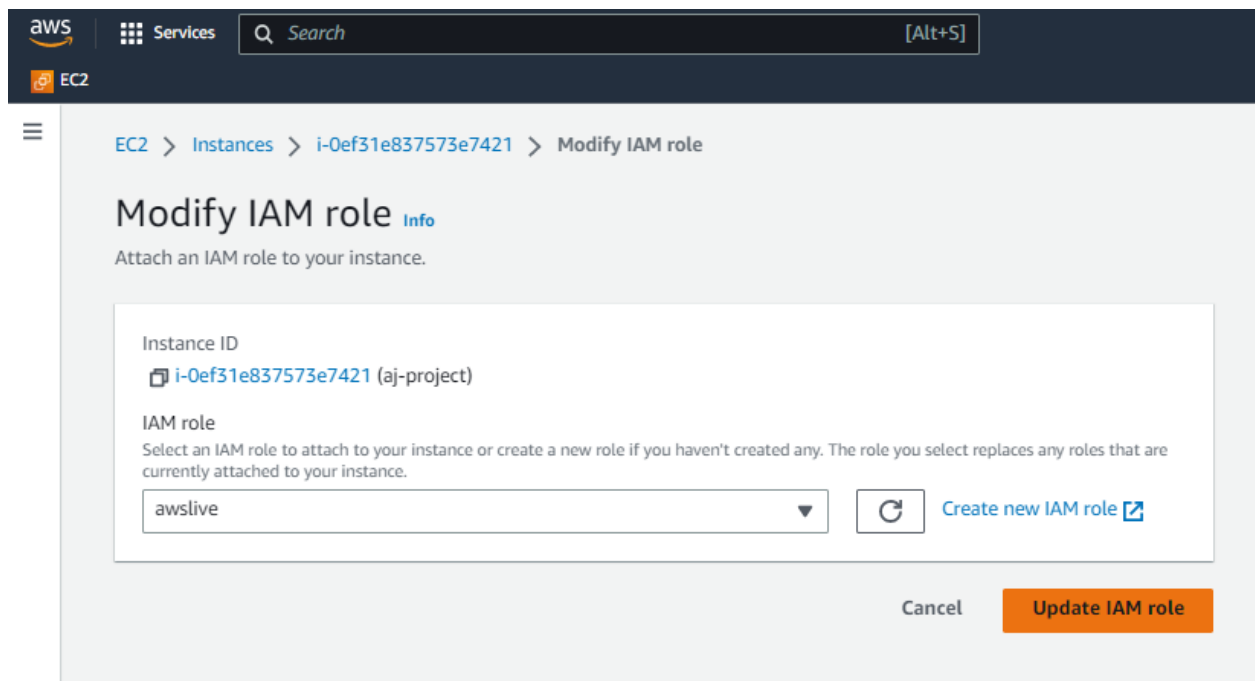 aws
Services
Search
[Alt+S]
EC2
EC2 > Instances > i-0ef31e837573e7421 > Modify IAM role
Modify IAM role Info
Attach an IAM role to your instance.
Instance ID
i-0ef31e837573e7421 (aj-project)
IAM role
Select an IAM role to attach to your instance or create a new role if you haven't created any. The role you select replaces any roles that are
currently attached to your instance.
awslive
Create new IAM role
Cancel
Update IAM role